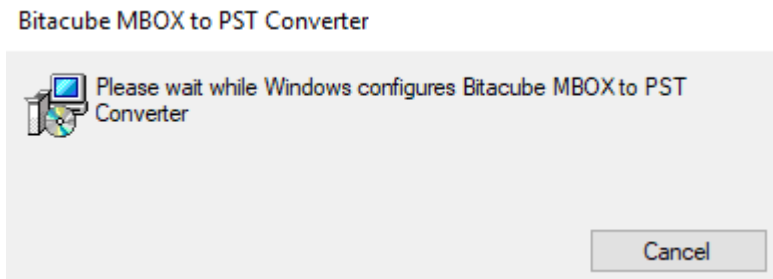 Bitacube MBOX to PST Converter
Please wait while Windows configures Bitacube MBOX to PST
Converter
Cancel